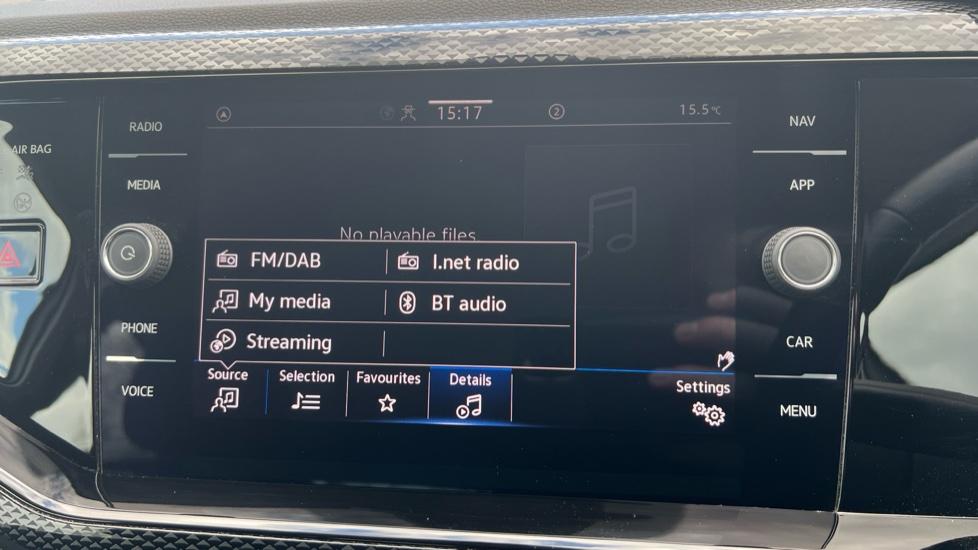 RADIO
AIR BAG
MEDIA
PHONE
VOICE
15:17
2
15.5°C
No playable files
FM/DAB
I.net radio
My media
BT audio
Streaming
Source
Selection
Favourites
Details
Settings
NAV
APP
CAR
MENU